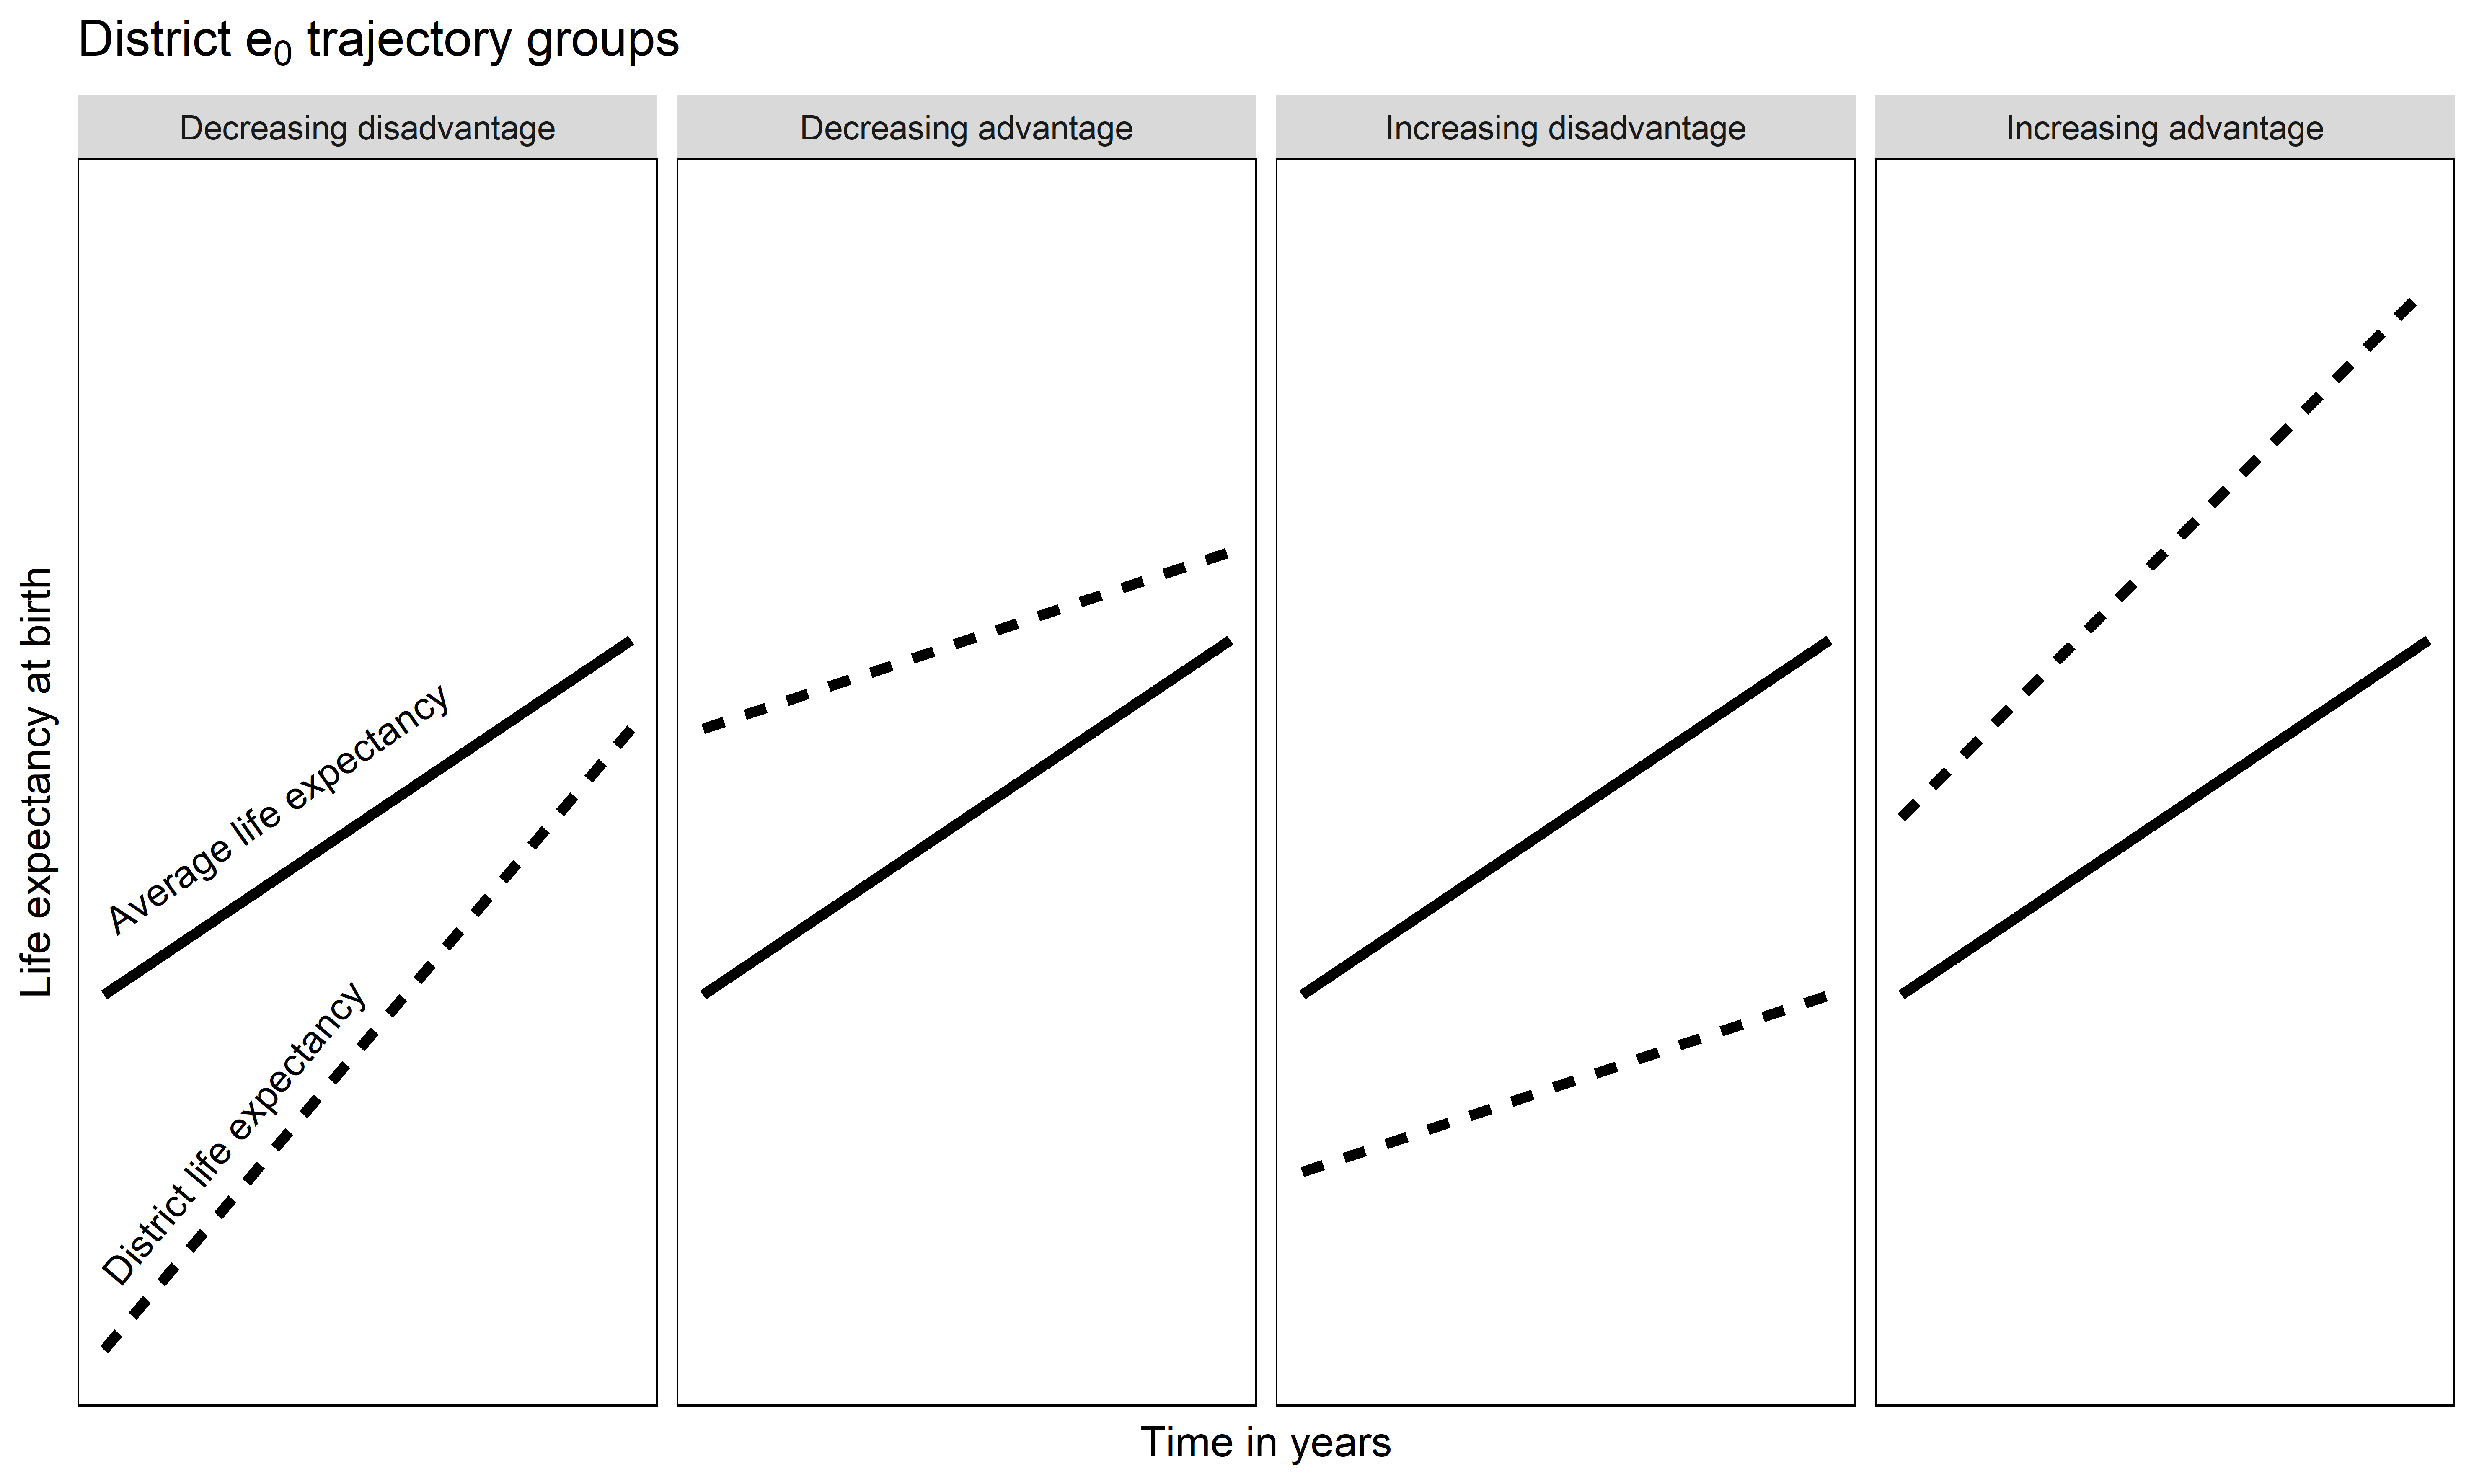 District e₀ trajectory groups
Decreasing disadvantage
Decreasing advantage
Increasing disadvantage
Increasing advantage
Life expectancy at birth
Average life expectancy
District life expectancy
Time in years